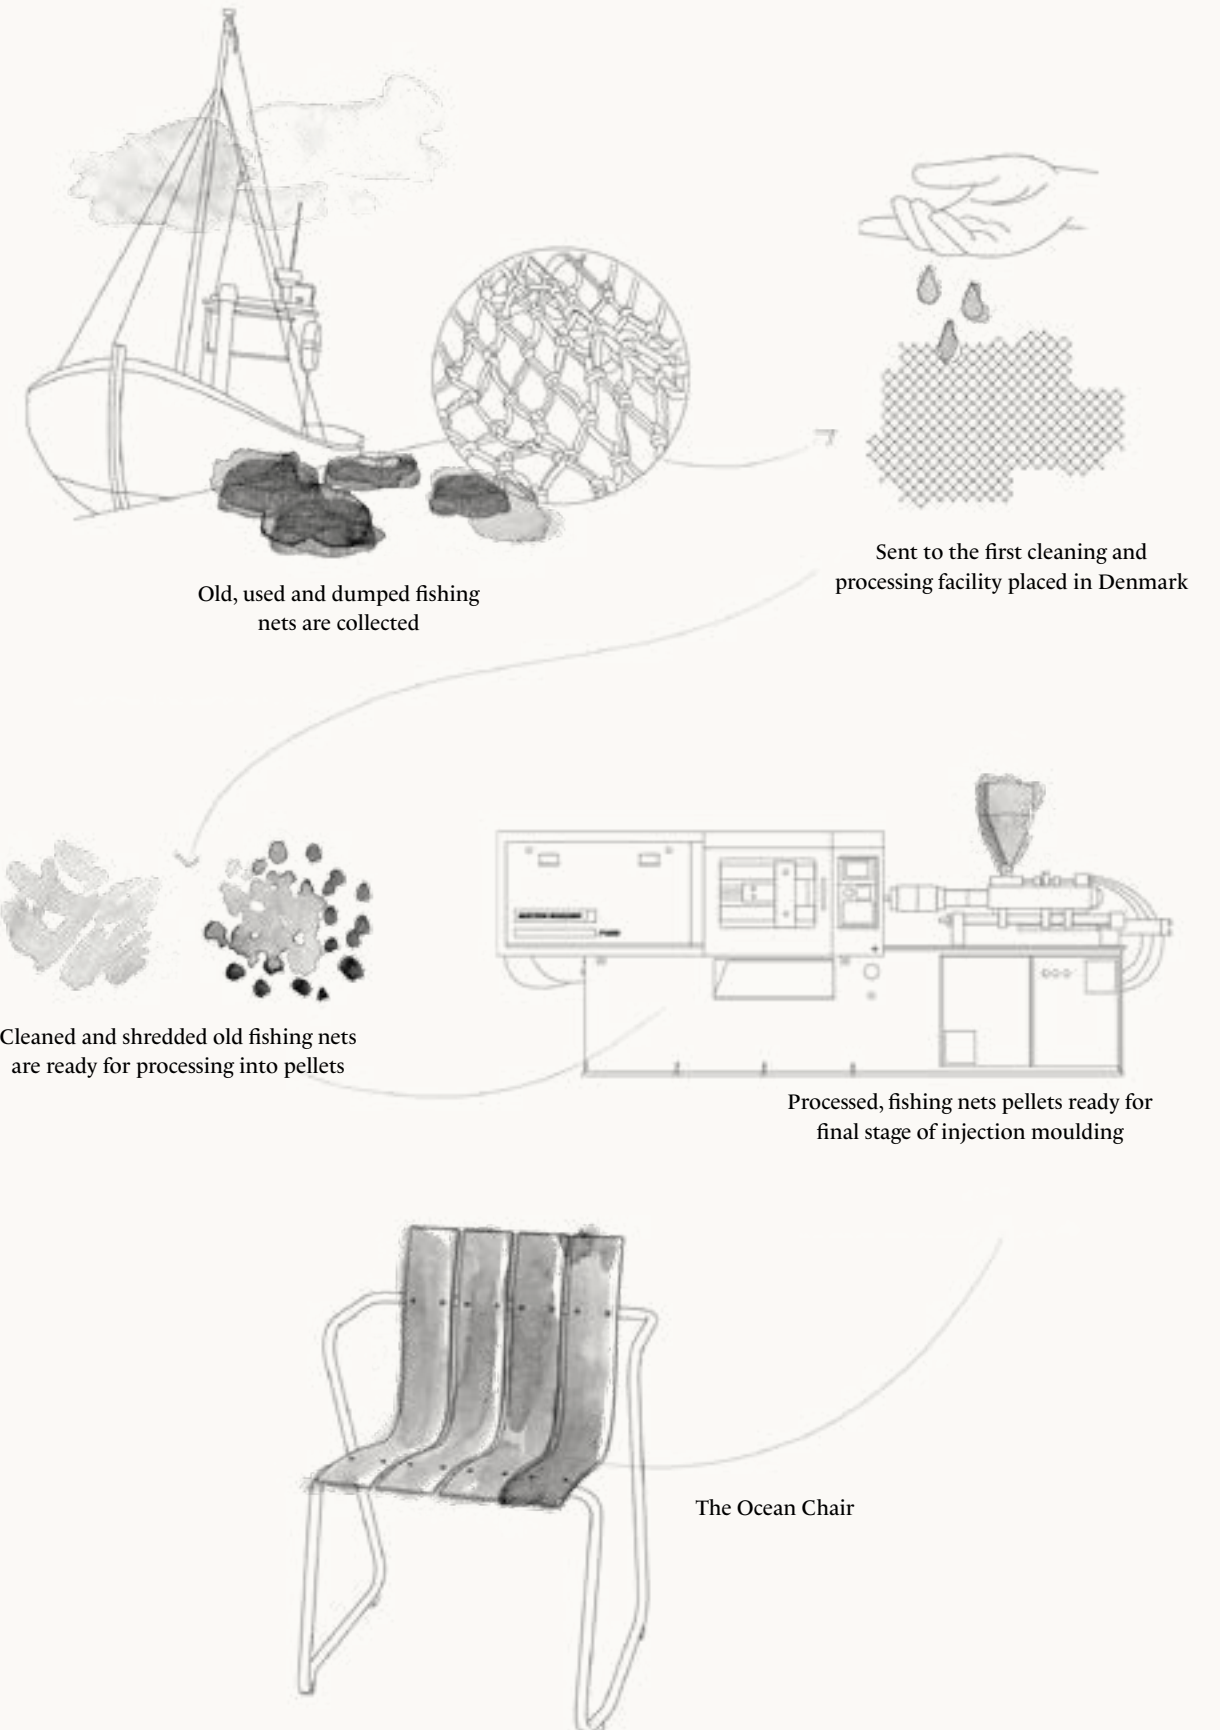 Old, used and dumped fishing
nets are collected
Sent to the first cleaning and
processing facility placed in Denmark
Cleaned and shredded old fishing nets
are ready for processing into pellets
Processed, fishing nets pellets ready for
final stage of injection moulding
The Ocean Chair